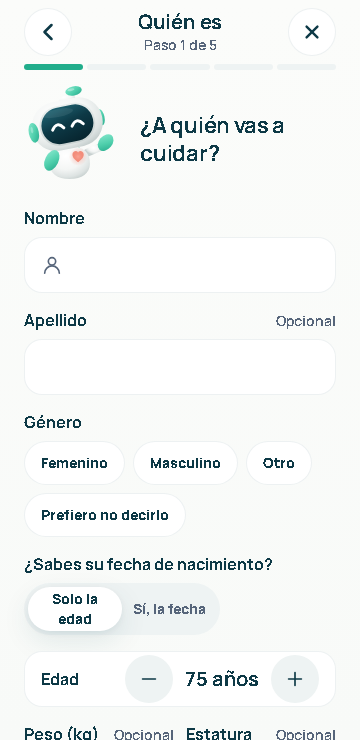 Quién es
Paso 1 de 5
¿A quién vas a
cuidar?
Nombre
Apellido Opcional
Género
Femenino Masculino Otro
Prefiero no decirlo
¿Sabes su fecha de nacimiento?
Solo la
edad
Sí, la fecha
Edad 75 años
Peso (kg) Opcional Estatura Opcional